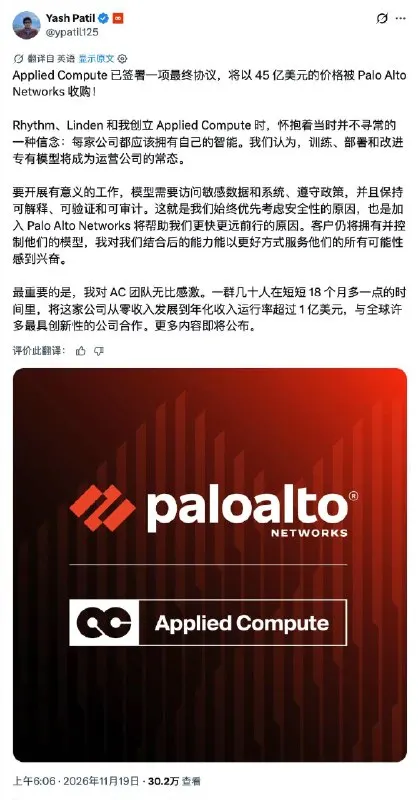 Yash Patil
@ypatil125
翻译自 英语 显示原文
Applied Compute 已签署一项最终协议，将以 45 亿美元的价格被 Palo Alto
Networks 收购！
Rhythm、Linden 和我创立 Applied Compute 时，怀抱着当时并不寻常的
一种信念：每家公司都应该拥有自己的智能。我们认为，训练、部署和改进
专有模型将成为运营公司的常态。
要开展有意义的工作，模型需要访问敏感数据和系统、遵守政策，并且保持
可解释、可验证和可审计。这就是我们始终优先考虑安全性的原因，也是加
入 Palo Alto Networks 将帮助我们更快更远前行的原因。客户仍将拥有并控
制他们的模型，我对我们结合后的能力能以更好方式服务他们的所有可能性
感到兴奋。
最重要的是，我对 AC 团队无比感激。一群几十人在短短 18 个月多一点的时
间里，将这家公司从零收入发展到年化收入运行率超过 1 亿美元，与全球许
多最具创新性的公司合作。更多内容即将公布。
评价此翻译：
paloalto®
NETWORKS
Applied Compute
上午6:06 · 2026年11月19日 · 30.2万 查看